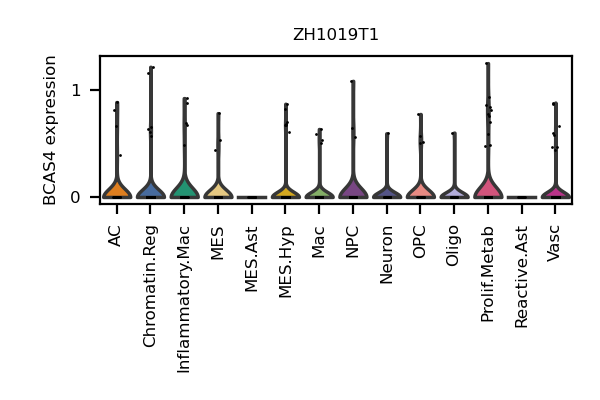 ZH1019T1
BCAS4 expression
1
0
AC
Chromatin.Reg
Inflammatory.Mac
MES
MES.Ast
MES.Hyp
Mac
NPC
Neuron
OPC
Oligo
Prolif.Metab
Reactive.Ast
Vasc